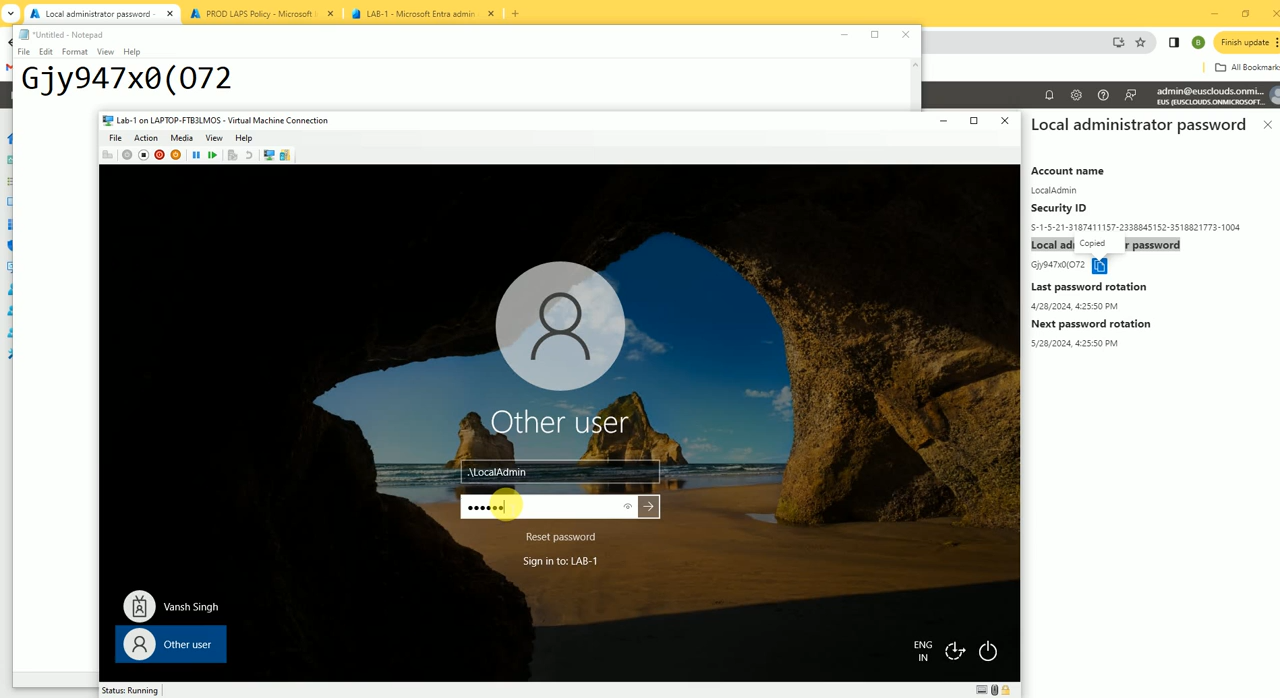 Local administrator password -
PROD LAPS Policy - Microsoft I
LAB-1 - Microsoft Entra admin
*Untitled - Notepad
Finish update
File Edit Format View Help
All Bookmarks
Gjy947x0(O72
admin@eusclouds.onmi...
EUS (EUSCLOUDS.ONMICROSOFT...
Lab-1 on LAPTOP-FTB3LMOS - Virtual Machine Connection
File Action Media View Help
Local administrator password
Account name
LocalAdmin
Security ID
S-1-5-21-3187411157-2338845152-3518821773-1004
Local ad
Copied
r password
Gjy947x0(O72
Last password rotation
4/28/2024, 4:25:50 PM
Next password rotation
5/28/2024, 4:25:50 PM
Other user
.\LocalAdmin
Reset password
Sign in to: LAB-1
Vansh Singh
Other user
ENG
IN
Status: Running